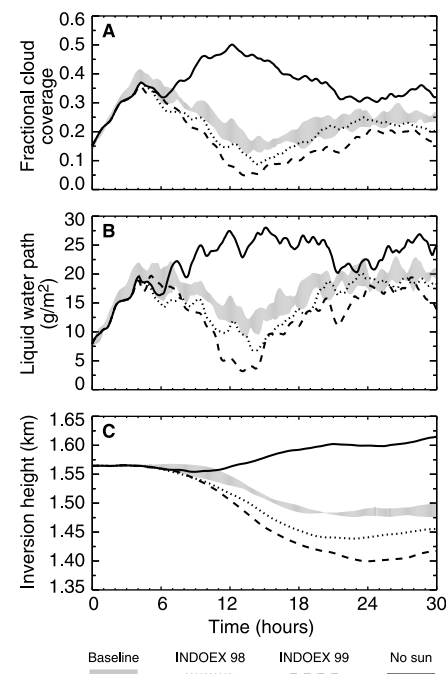 0.6
A
0.5
0.4
0.3
0.2
0.1
0.0
Fractional cloud
coverage
30
B
25
20
15
10
5
0
Liquid water path
(g/m²)
1.65
C
1.60
1.55
1.50
1.45
1.40
1.35
Inversion height (km)
0 6 12 18 24 30
Time (hours)
Baseline INDOEX 98 INDOEX 99 No sun